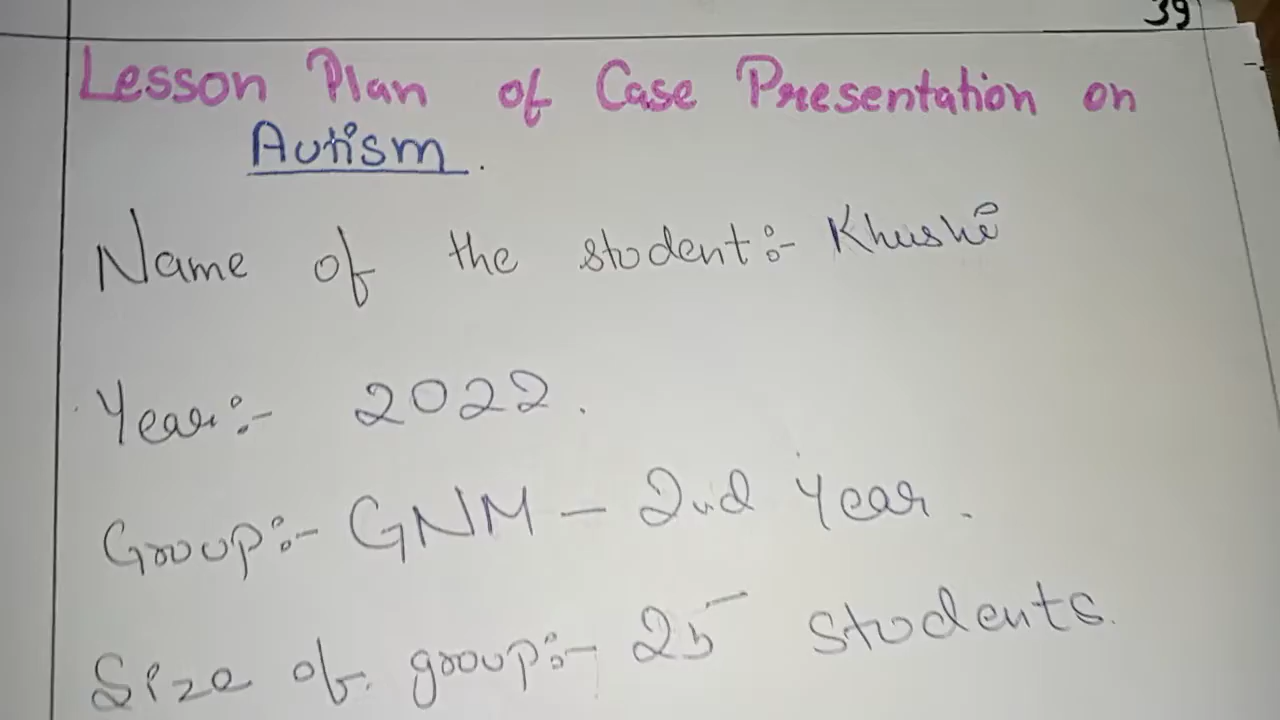 39
Lesson Plan of Case Presentation on
Autism.
Name of the student:- Khushi
Year:- 2022.
Group:- GNM - 2nd Year.
Size of group:- 25 students.